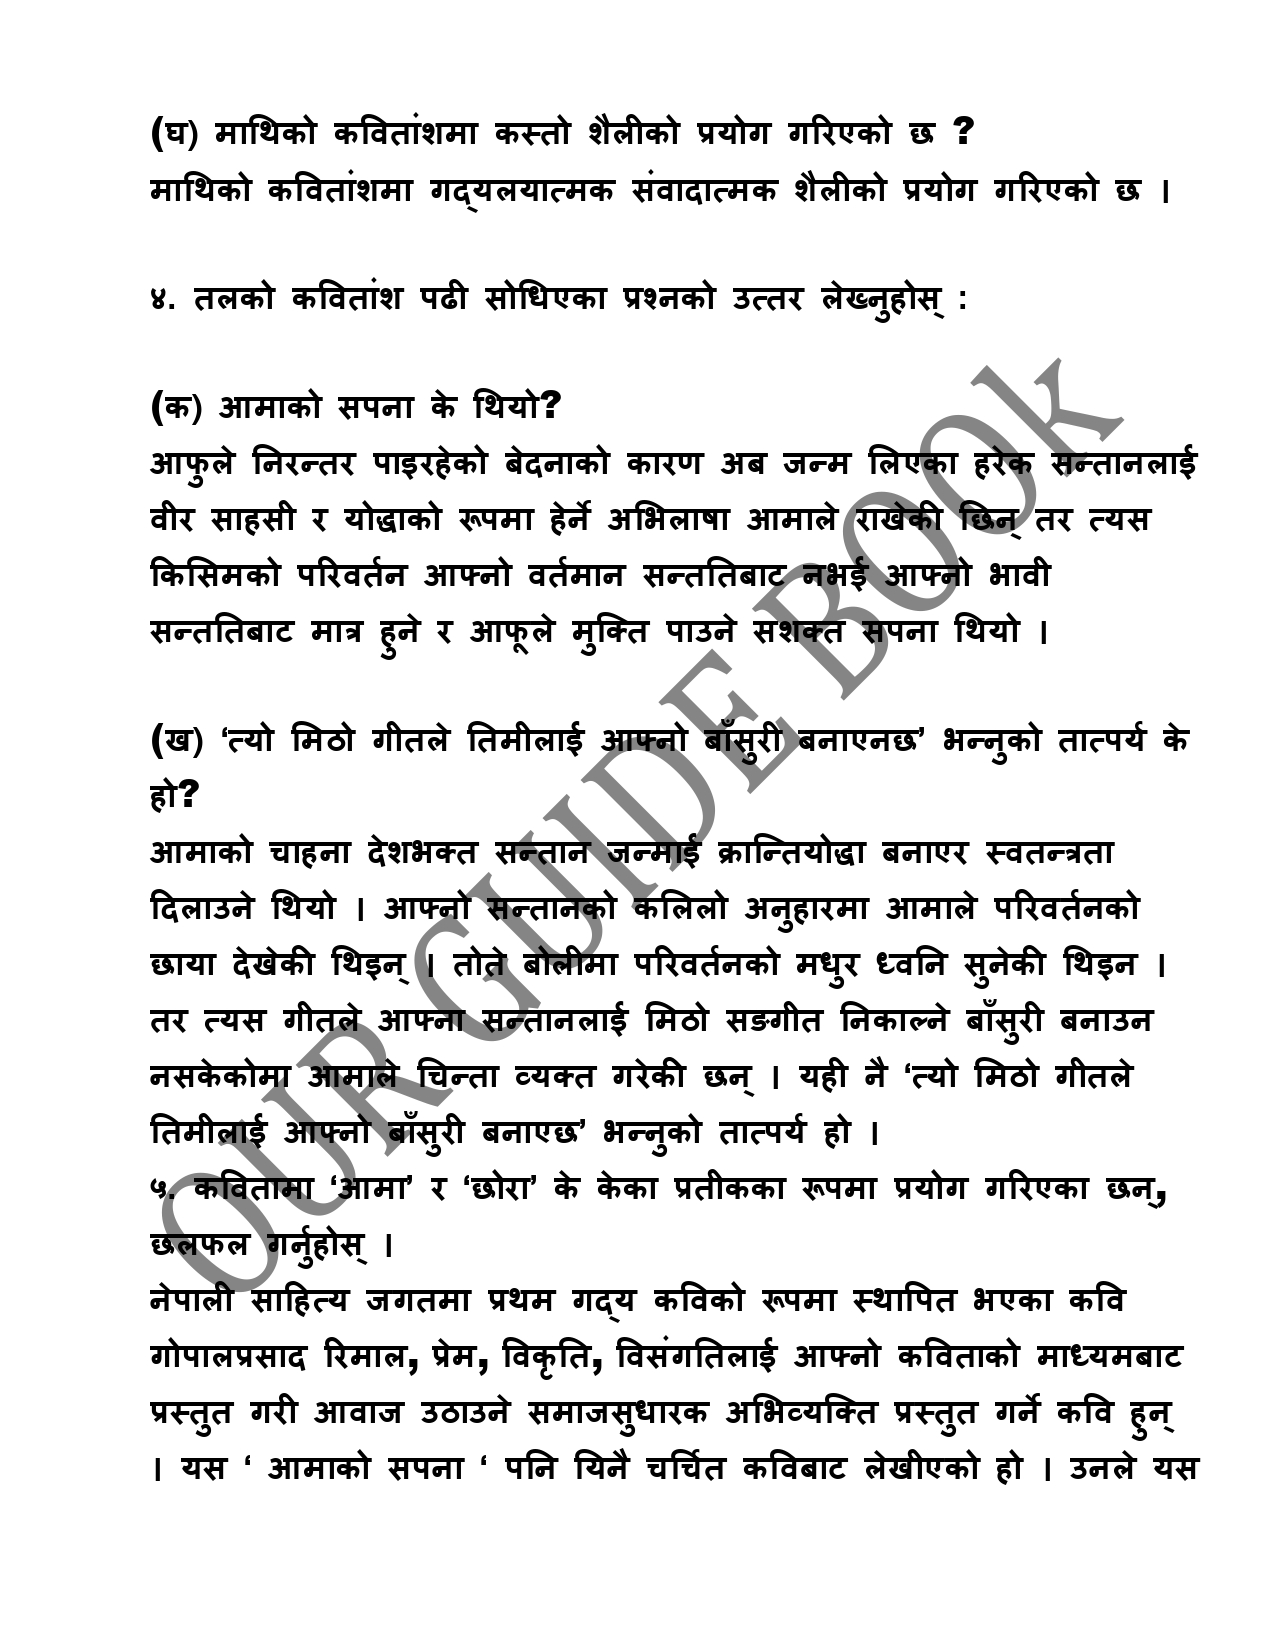 (घ) माथिको कवितांशमा कस्तो शैलीको प्रयोग गरिएको छ ?
माथिको कवितांशमा गद्‌यलयात्मक संवादात्मक शैलीको प्रयोग गरिएको छ ।
४. तलको कवितांश पढी सोधिएका प्रश्नको उत्तर लेख्नुहोस् :
(क) आमाको सपना के थियो?
आफुले निरन्तर पाइरहेको बेदनाको कारण अब जन्म लिएका हरेक सन्तानलाई
वीर साहसी र योद्धाको रूपमा हेर्ने अभिलाषा आमाले राखेकी छिन् तर त्यस
किसिमको परिवर्तन आफ्नो वर्तमान सन्ततिबाट नभई आफ्नो भावी
सन्ततिबाट मात्र हुने र आफूले मुक्ति पाउने सशक्त सपना थियो ।
(ख) ‘त्यो मिठो गीतले तिमीलाई आफ्नो बाँसुरी बनाएनछ’ भन्नुको तात्पर्य के
हो?
आमाको चाहना देशभक्त सन्तान जन्माई क्रान्तियोद्धा बनाएर स्वतन्त्रता
दिलाउने थियो । आफ्नो सन्तानको कलिलो अनुहारमा आमाले परिवर्तनको
छाया देखेकी थिइन् । तोते बोलीमा परिवर्तनको मधुर ध्वनि सुनेकी थिइन ।
तर त्यस गीतले आफ्ना सन्तानलाई मिठो सङगीत निकाल्ने बाँसुरी बनाउन
नसकेकोमा आमाले चिन्ता व्यक्त गरेकी छन् । यही नै ‘त्यो मिठो गीतले
तिमीलाई आफ्नो बाँसुरी बनाएछ’ भन्नुको तात्पर्य हो ।
५. कवितामा ‘आमा’ र ‘छोरा’ के केका प्रतीकका रूपमा प्रयोग गरिएका छन्,
छलफल गर्नुहोस् ।
नेपाली साहित्य जगतमा प्रथम गद्‌य कविको रूपमा स्थापित भएका कवि
गोपालप्रसाद रिमाल, प्रेम, विकृति, विसंगतिलाई आफ्नो कविताको माध्यमबाट
प्रस्तुत गरी आवाज उठाउने समाजसुधारक अभिव्यक्ति प्रस्तुत गर्ने कवि हुन्
। यस ‘ आमाको सपना ‘ पनि यिनै चर्चित कविबाट लेखीएको हो । उनले यस
OUR GUIDE BOOk